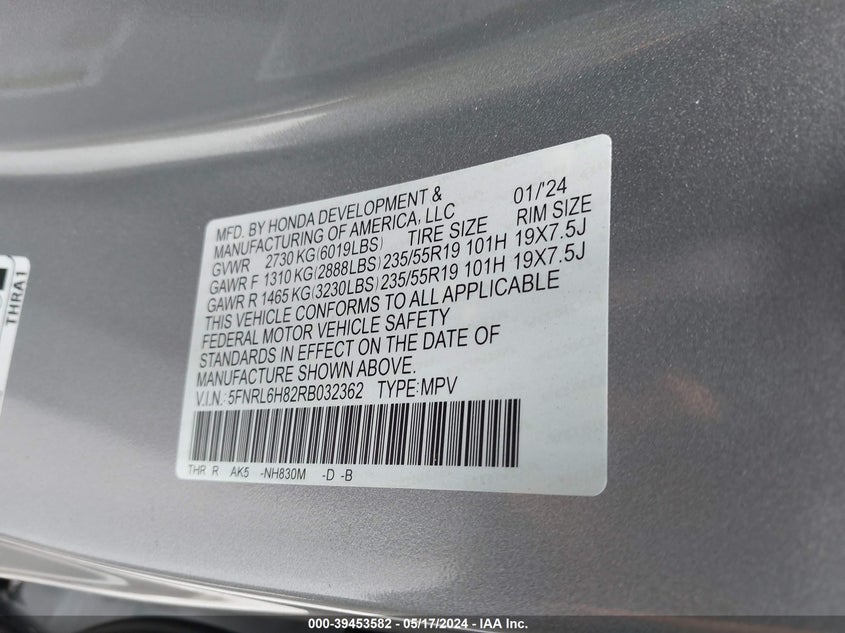 MFD. BY HONDA DEVELOPMENT & 01/'24
MANUFACTURING OF AMERICA, LLC
GVWR 2730 KG(6019LBS) TIRE SIZE RIM SIZE
GAWR F 1310 KG(2888LBS) 235/55R19 101H 19X7.5J
GAWR R 1465 KG(3230LBS) 235/55R19 101H 19X7.5J
THIS VEHICLE CONFORMS TO ALL APPLICABLE
FEDERAL MOTOR VEHICLE SAFETY
STANDARDS IN EFFECT ON THE DATE OF
MANUFACTURE SHOWN ABOVE.
V.I.N.: 5FNRL6H82RB032362 TYPE:MPV
THR R AK5 -NH830M -D -B
THRA1
000-39453582 - 05/17/2024 - IAA Inc.